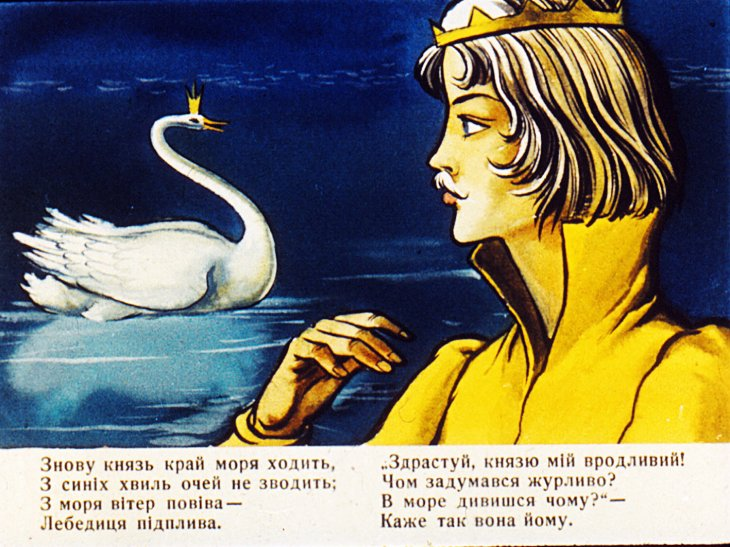 Знову князь край моря ходить,
З синіх хвиль очей не зводить;
З моря вітер повіва—
Лебедиця підплива.
„Здрастуй, князю мій вродливий!
Чом задумався журливо?
В море дивишся чому?“—
Каже так вона йому.